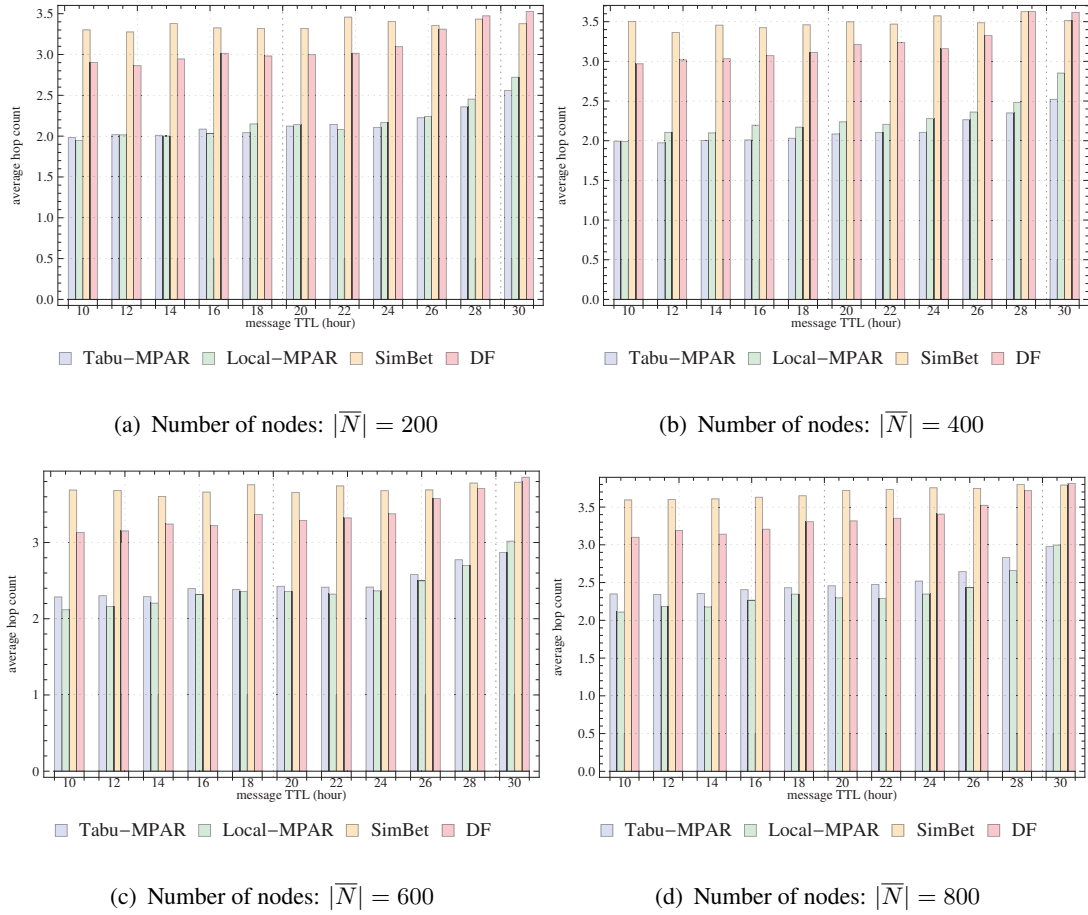 3.5
3.0
2.5
2.0
1.5
1.0
0.5
0.0
average hop count
10 12 14 16 18 20 22 24 26 28 30
message TTL (hour)
Tabu−MPAR Local−MPAR SimBet DF
(a) Number of nodes: |N̅| = 200
3.5
3.0
2.5
2.0
1.5
1.0
0.5
0.0
average hop count
10 12 14 16 18 20 22 24 26 28 30
message TTL (hour)
Tabu−MPAR Local−MPAR SimBet DF
(b) Number of nodes: |N̅| = 400
3
2
1
0
average hop count
10 12 14 16 18 20 22 24 26 28 30
message TTL (hour)
Tabu−MPAR Local−MPAR SimBet DF
(c) Number of nodes: |N̅| = 600
3.5
3.0
2.5
2.0
1.5
1.0
0.5
0.0
average hop count
10 12 14 16 18 20 22 24 26 28 30
message TTL (hour)
Tabu−MPAR Local−MPAR SimBet DF
(d) Number of nodes: |N̅| = 800